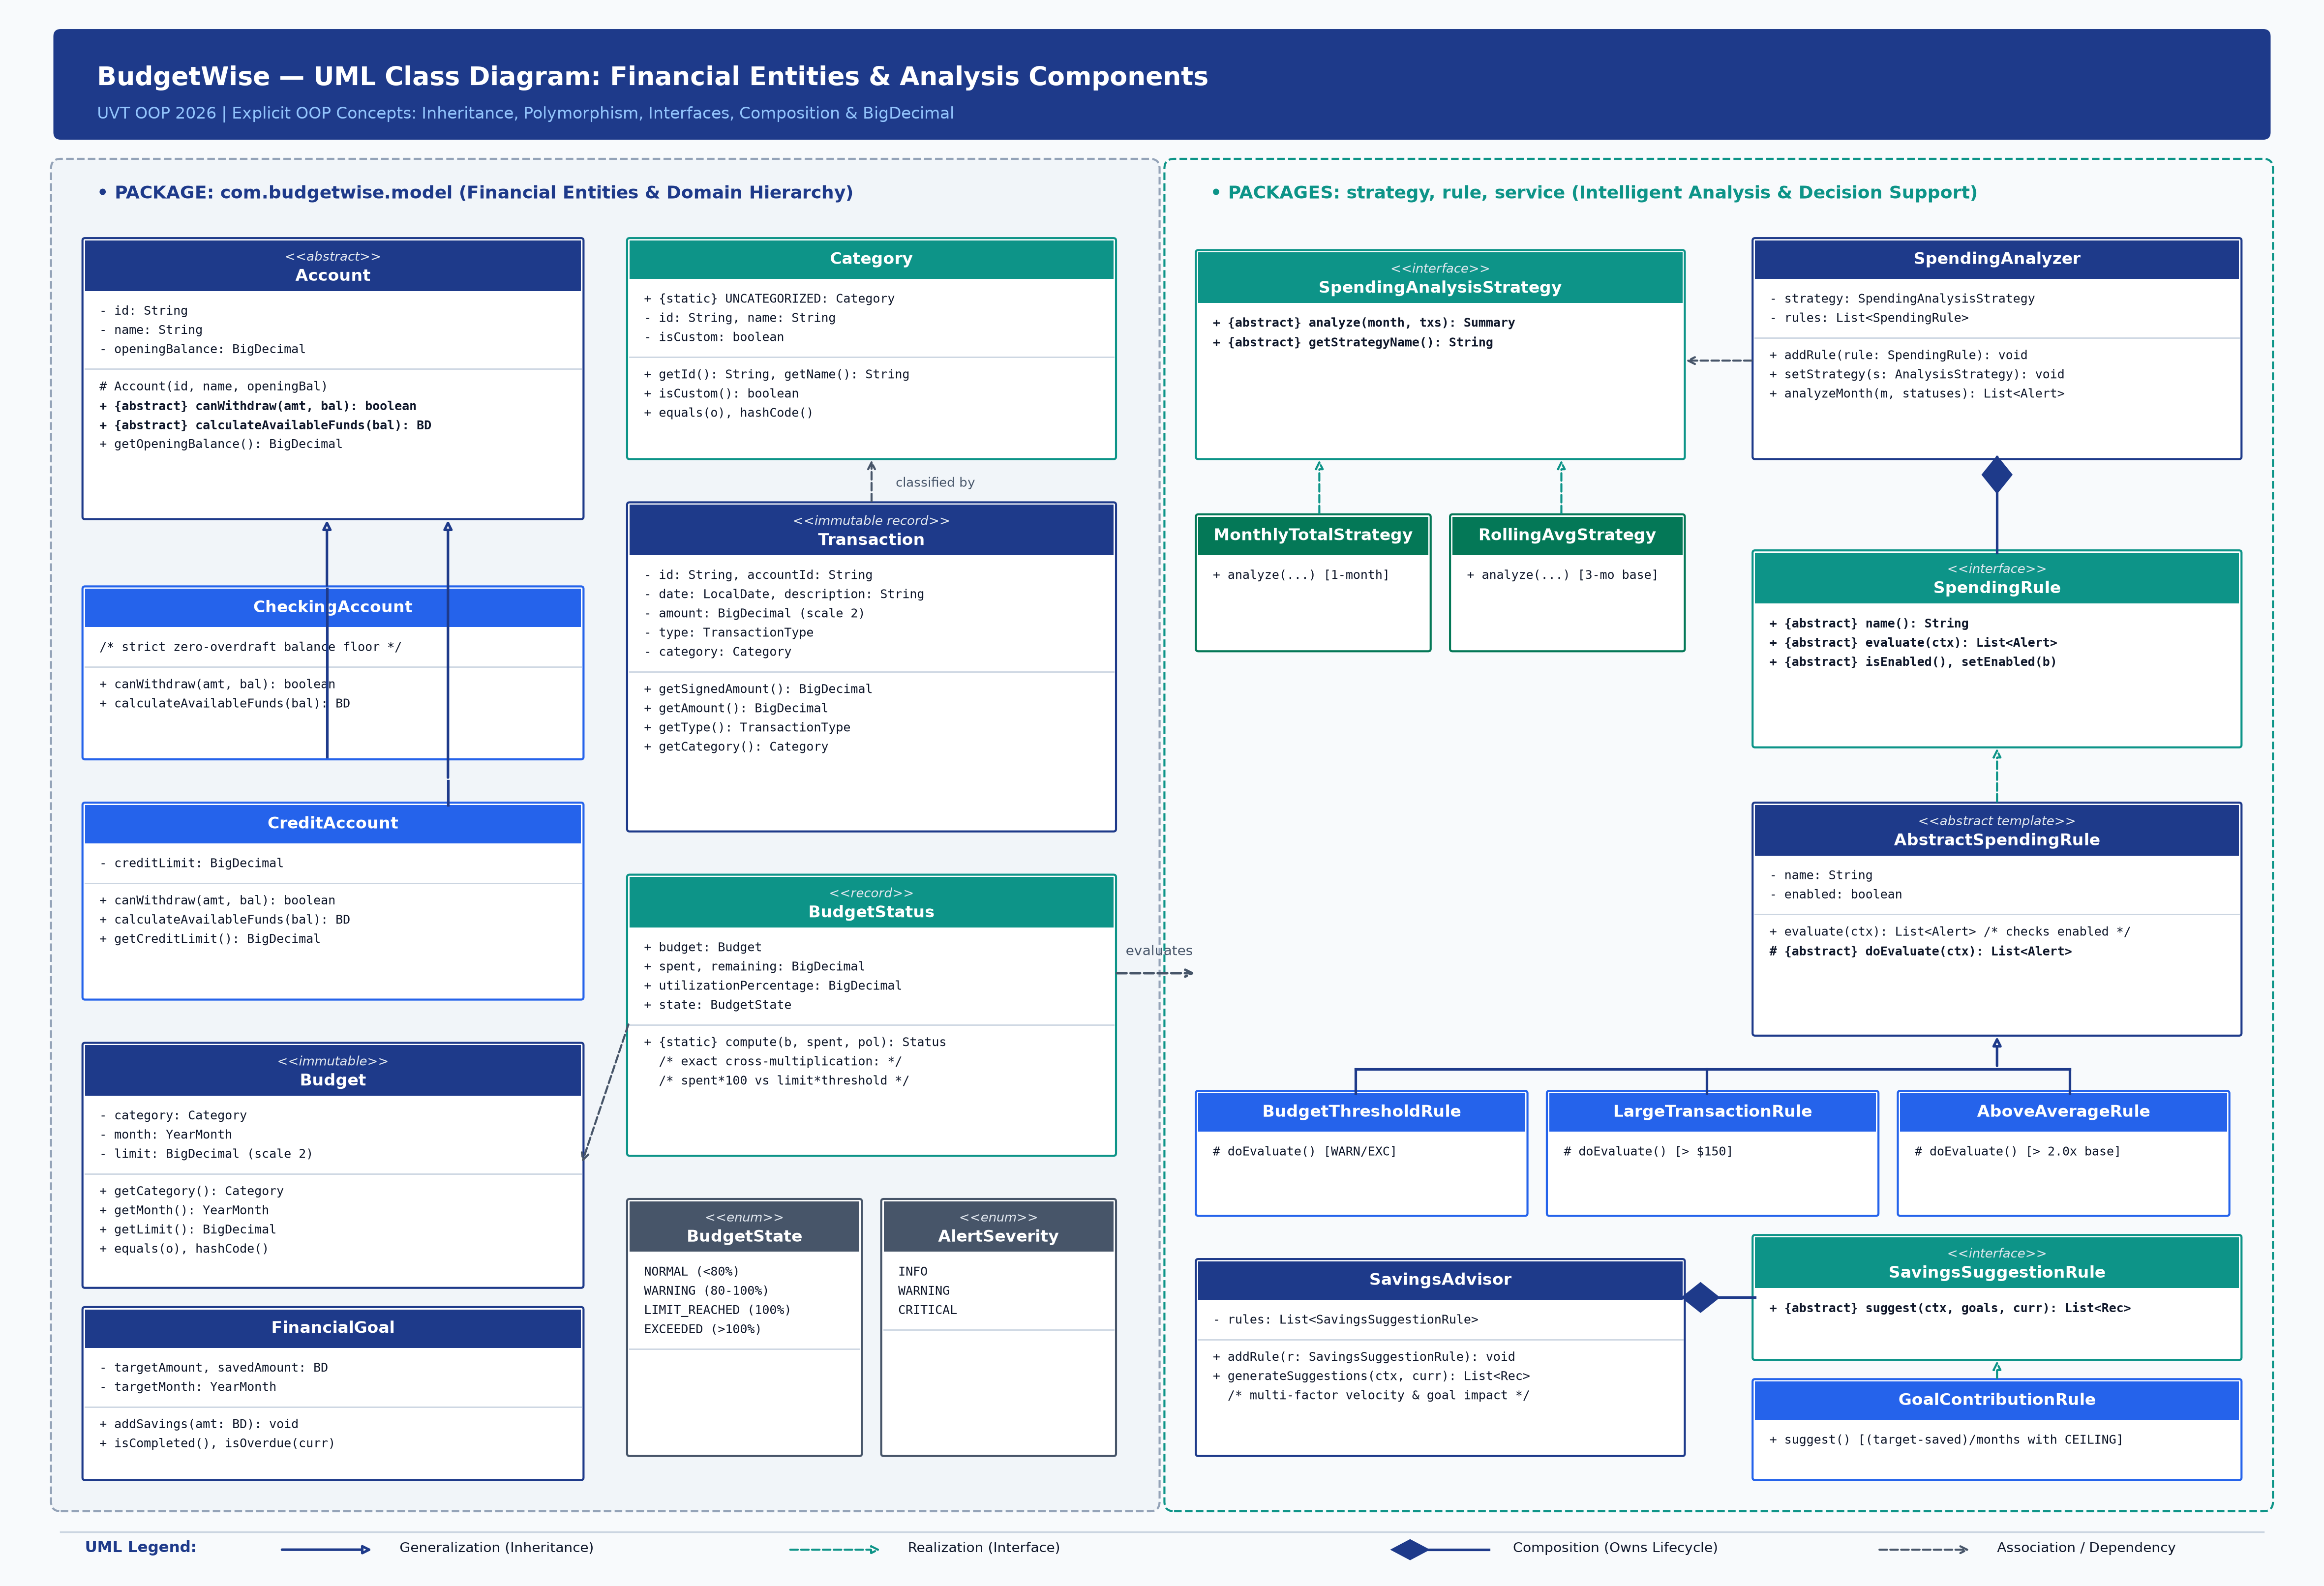 BudgetWise — UML Class Diagram: Financial Entities & Analysis Components
UVT OOP 2026 | Explicit OOP Concepts: Inheritance, Polymorphism, Interfaces, Composition & BigDecimal
• PACKAGE: com.budgetwise.model (Financial Entities & Domain Hierarchy)
<<abstract>>
Account
- id: String
- name: String
- openingBalance: BigDecimal
# Account(id, name, openingBal)
+ {abstract} canWithdraw(amt, bal): boolean
+ {abstract} calculateAvailableFunds(bal): BD
+ getOpeningBalance(): BigDecimal
CheckingAccount
/* strict zero-overdraft balance floor */
+ canWithdraw(amt, bal): boolean
+ calculateAvailableFunds(bal): BD
CreditAccount
- creditLimit: BigDecimal
+ canWithdraw(amt, bal): boolean
+ calculateAvailableFunds(bal): BD
+ getCreditLimit(): BigDecimal
<<immutable>>
Budget
- category: Category
- month: YearMonth
- limit: BigDecimal (scale 2)
+ getCategory(): Category
+ getMonth(): YearMonth
+ getLimit(): BigDecimal
+ equals(o), hashCode()
FinancialGoal
- targetAmount, savedAmount: BD
- targetMonth: YearMonth
+ addSavings(amt: BD): void
+ isCompleted(), isOverdue(curr)
Category
+ {static} UNCATEGORIZED: Category
- id: String, name: String
- isCustom: boolean
+ getId(): String, getName(): String
+ isCustom(): boolean
+ equals(o), hashCode()
classified by
<<immutable record>>
Transaction
- id: String, accountId: String
- date: LocalDate, description: String
- amount: BigDecimal (scale 2)
- type: TransactionType
- category: Category
+ getSignedAmount(): BigDecimal
+ getAmount(): BigDecimal
+ getType(): TransactionType
+ getCategory(): Category
<<record>>
BudgetStatus
+ budget: Budget
+ spent, remaining: BigDecimal
+ utilizationPercentage: BigDecimal
+ state: BudgetState
+ {static} compute(b, spent, pol): Status
/* exact cross-multiplication: */
/* spent*100 vs limit*threshold */
evaluates
<<enum>>
BudgetState
NORMAL (<80%)
WARNING (80-100%)
LIMIT_REACHED (100%)
EXCEEDED (>100%)
<<enum>>
AlertSeverity
INFO
WARNING
CRITICAL
• PACKAGES: strategy, rule, service (Intelligent Analysis & Decision Support)
<<interface>>
SpendingAnalysisStrategy
+ {abstract} analyze(month, txs): Summary
+ {abstract} getStrategyName(): String
MonthlyTotalStrategy
+ analyze(...) [1-month]
RollingAvgStrategy
+ analyze(...) [3-mo base]
SpendingAnalyzer
- strategy: SpendingAnalysisStrategy
- rules: List<SpendingRule>
+ addRule(rule: SpendingRule): void
+ setStrategy(s: AnalysisStrategy): void
+ analyzeMonth(m, statuses): List<Alert>
<<interface>>
SpendingRule
+ {abstract} name(): String
+ {abstract} evaluate(ctx): List<Alert>
+ {abstract} isEnabled(), setEnabled(b)
<<abstract template>>
AbstractSpendingRule
- name: String
- enabled: boolean
+ evaluate(ctx): List<Alert> /* checks enabled */
# {abstract} doEvaluate(ctx): List<Alert>
BudgetThresholdRule
# doEvaluate() [WARN/EXC]
LargeTransactionRule
# doEvaluate() [> $150]
AboveAverageRule
# doEvaluate() [> 2.0x base]
SavingsAdvisor
- rules: List<SavingsSuggestionRule>
+ addRule(r: SavingsSuggestionRule): void
+ generateSuggestions(ctx, curr): List<Rec>
/* multi-factor velocity & goal impact */
<<interface>>
SavingsSuggestionRule
+ {abstract} suggest(ctx, goals, curr): List<Rec>
GoalContributionRule
+ suggest() [(target-saved)/months with CEILING]
UML Legend:
Generalization (Inheritance)
Realization (Interface)
Composition (Owns Lifecycle)
Association / Dependency